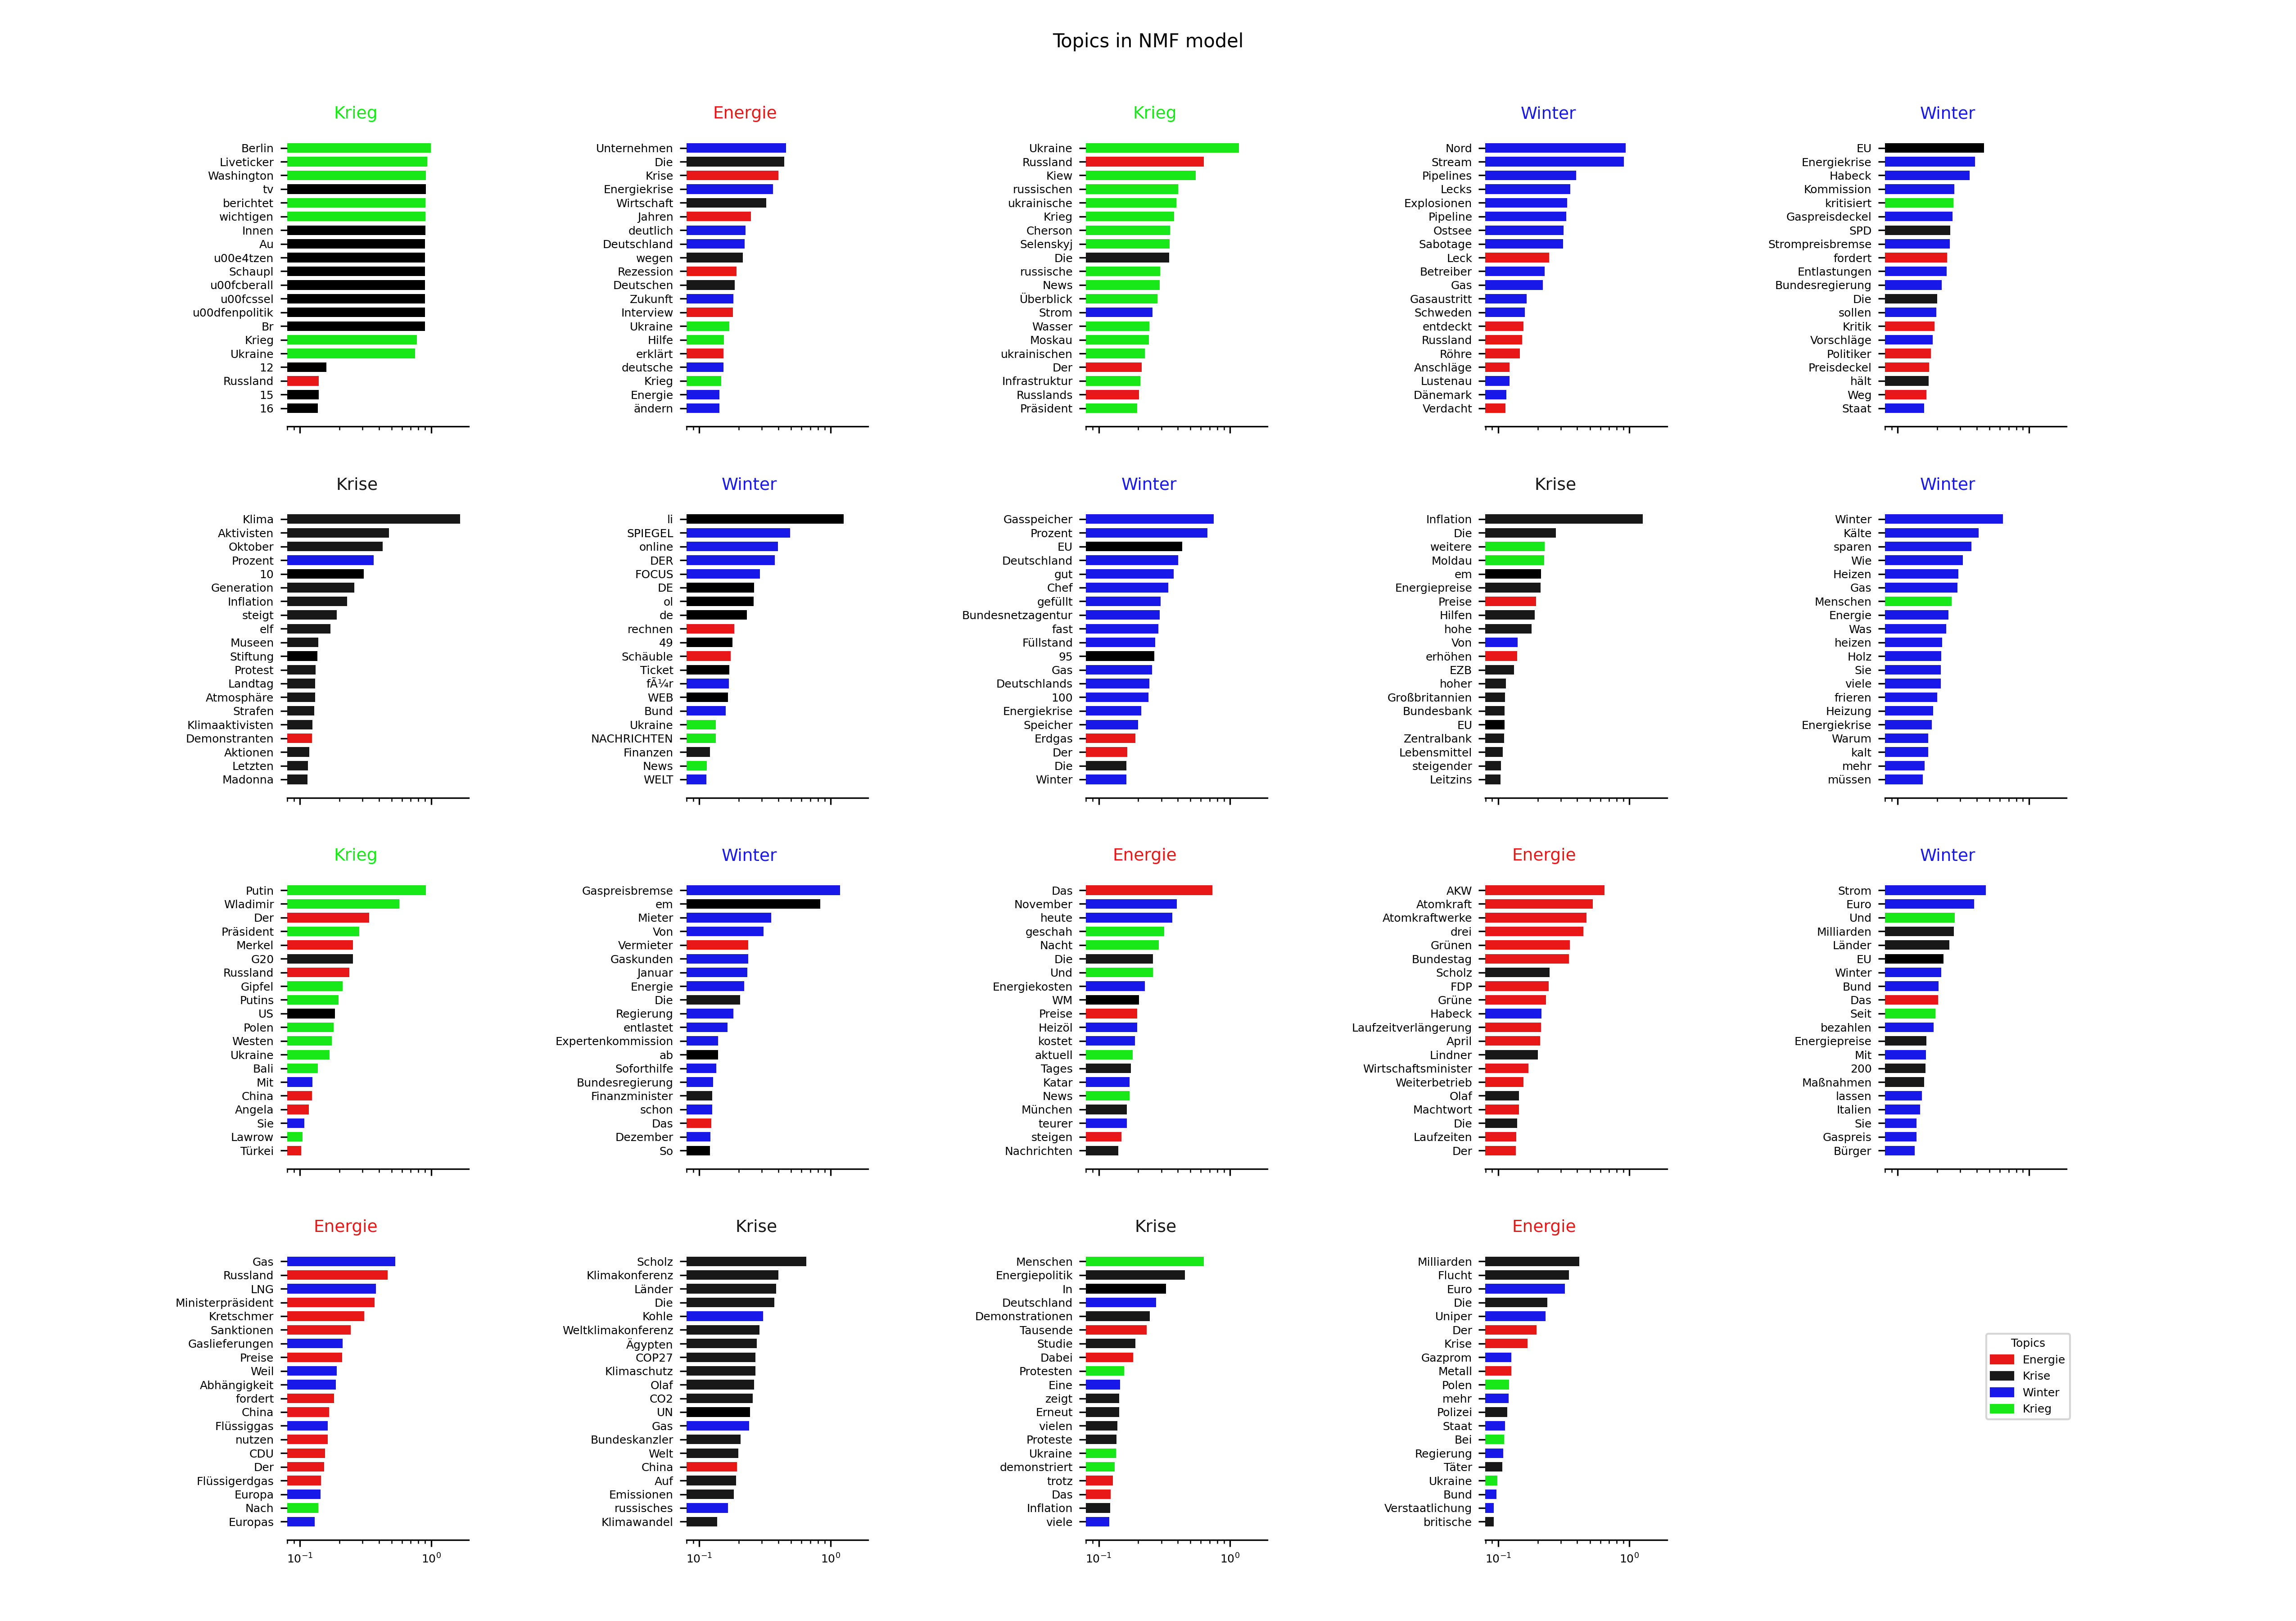 Topics in NMF model
Krieg
Berlin
Liveticker
Washington
tv
berichtet
wichtigen
Innen
Au
u00e4tzen
Schaupl
u00fcberall
u00fcssel
u00dfenpolitik
Br
Krieg
Ukraine
12
Russland
15
16
Energie
Unternehmen
Die
Krise
Energiekrise
Wirtschaft
Jahren
deutlich
Deutschland
wegen
Rezession
Deutschen
Zukunft
Interview
Ukraine
Hilfe
erklärt
deutsche
Krieg
Energie
ändern
Krieg
Ukraine
Russland
Kiew
russischen
ukrainische
Krieg
Cherson
Selenskyj
Die
russische
News
Überblick
Strom
Wasser
Moskau
ukrainischen
Der
Infrastruktur
Russlands
Präsident
Winter
Nord
Stream
Pipelines
Lecks
Explosionen
Pipeline
Ostsee
Sabotage
Leck
Betreiber
Gas
Gasaustritt
Schweden
entdeckt
Russland
Röhre
Anschläge
Lustenau
Dänemark
Verdacht
Winter
EU
Energiekrise
Habeck
Kommission
kritisiert
Gaspreisdeckel
SPD
Strompreisbremse
fordert
Entlastungen
Bundesregierung
Die
sollen
Kritik
Vorschläge
Politiker
Preisdeckel
hält
Weg
Staat
Krise
Klima
Aktivisten
Oktober
Prozent
10
Generation
Inflation
steigt
elf
Museen
Stiftung
Protest
Landtag
Atmosphäre
Strafen
Klimaaktivisten
Demonstranten
Aktionen
Letzten
Madonna
Winter
li
SPIEGEL
online
DER
FOCUS
DE
ol
de
rechnen
49
Schäuble
Ticket
fÃ¼r
WEB
Bund
Ukraine
NACHRICHTEN
Finanzen
News
WELT
Winter
Gasspeicher
Prozent
EU
Deutschland
gut
Chef
gefüllt
Bundesnetzagentur
fast
Füllstand
95
Gas
Deutschlands
100
Energiekrise
Speicher
Erdgas
Der
Die
Winter
Krise
Inflation
Die
weitere
Moldau
em
Energiepreise
Preise
Hilfen
hohe
Von
erhöhen
EZB
hoher
Großbritannien
Bundesbank
EU
Zentralbank
Lebensmittel
steigender
Leitzins
Winter
Winter
Kälte
sparen
Wie
Heizen
Gas
Menschen
Energie
Was
heizen
Holz
Sie
viele
frieren
Heizung
Energiekrise
Warum
kalt
mehr
müssen
Krieg
Putin
Wladimir
Der
Präsident
Merkel
G20
Russland
Gipfel
Putins
US
Polen
Westen
Ukraine
Bali
Mit
China
Angela
Sie
Lawrow
Türkei
Winter
Gaspreisbremse
em
Mieter
Von
Vermieter
Gaskunden
Januar
Energie
Die
Regierung
entlastet
Expertenkommission
ab
Soforthilfe
Bundesregierung
Finanzminister
schon
Das
Dezember
So
Energie
Das
November
heute
geschah
Nacht
Die
Und
Energiekosten
WM
Preise
Heizöl
kostet
aktuell
Tages
Katar
News
München
teurer
steigen
Nachrichten
Energie
AKW
Atomkraft
Atomkraftwerke
drei
Grünen
Bundestag
Scholz
FDP
Grüne
Habeck
Laufzeitverlängerung
April
Lindner
Wirtschaftsminister
Weiterbetrieb
Olaf
Machtwort
Die
Laufzeiten
Der
Winter
Strom
Euro
Und
Milliarden
Länder
EU
Winter
Bund
Das
Seit
bezahlen
Energiepreise
Mit
200
Maßnahmen
lassen
Italien
Sie
Gaspreis
Bürger
Energie
Gas
Russland
LNG
Ministerpräsident
Kretschmer
Sanktionen
Gaslieferungen
Preise
Weil
Abhängigkeit
fordert
China
Flüssiggas
nutzen
CDU
Der
Flüssigerdgas
Europa
Nach
Europas
10⁻¹ 10⁰
Krise
Scholz
Klimakonferenz
Länder
Die
Kohle
Weltklimakonferenz
Ägypten
COP27
Klimaschutz
Olaf
CO2
UN
Gas
Bundeskanzler
Welt
China
Auf
Emissionen
russisches
Klimawandel
10⁻¹ 10⁰
Krise
Menschen
Energiepolitik
In
Deutschland
Demonstrationen
Tausende
Studie
Dabei
Protesten
Eine
zeigt
Erneut
vielen
Proteste
Ukraine
demonstriert
trotz
Das
Inflation
viele
10⁻¹ 10⁰
Energie
Milliarden
Flucht
Euro
Die
Uniper
Der
Krise
Gazprom
Metall
Polen
mehr
Polizei
Staat
Bei
Regierung
Täter
Ukraine
Bund
Verstaatlichung
britische
10⁻¹ 10⁰
Topics
Energie
Krise
Winter
Krieg